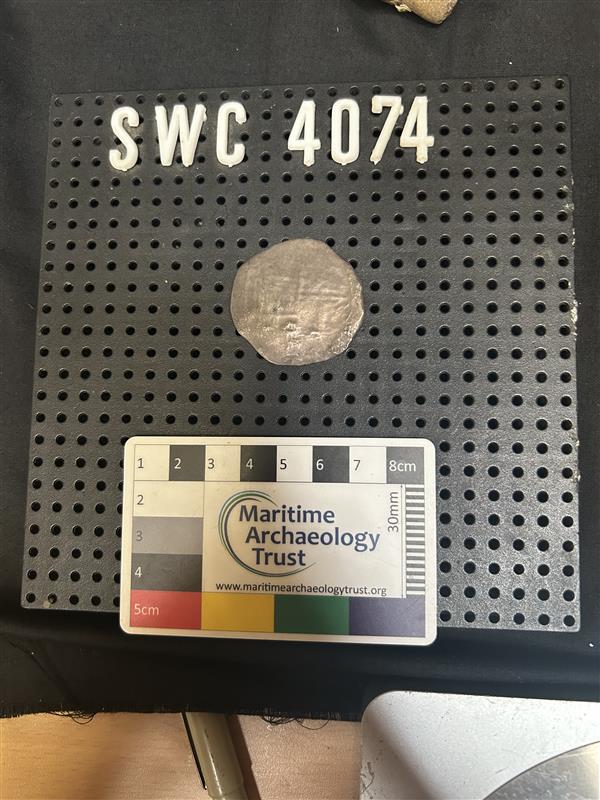 SWC 4074
1 2 3 4 5 6 7 8cm
2
3
4
5cm
30mm
Maritime
Archaeology
Trust
www.maritimearchaeologytrust.org